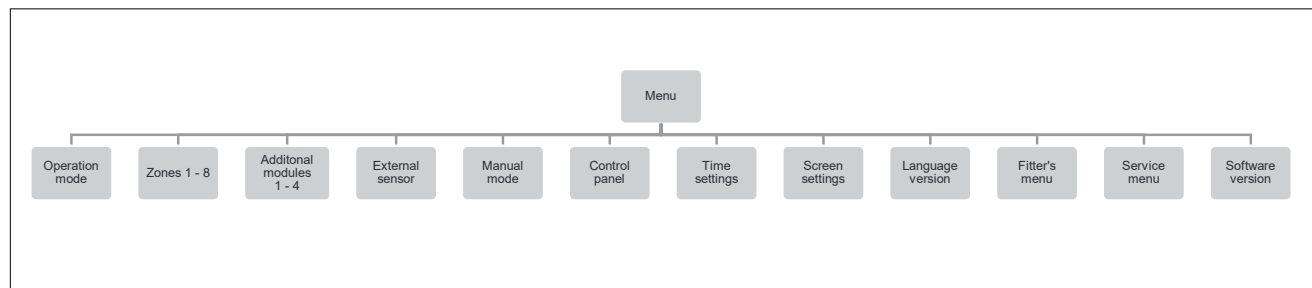 Menu
Operation
mode
Zones 1 - 8
Additonal
modules
1 - 4
External
sensor
Manual
mode
Control
panel
Time
settings
Screen
settings
Language
version
Fitter's
menu
Service
menu
Software
version